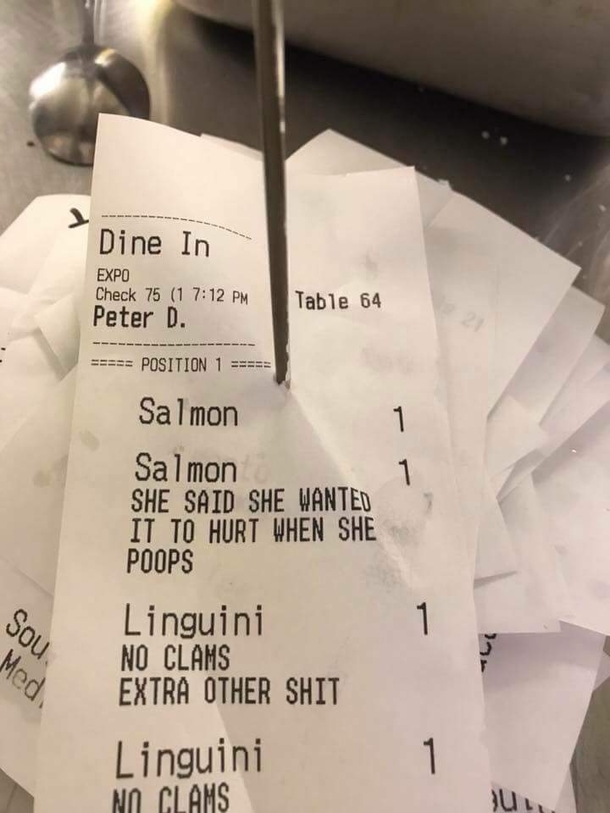 Dine In
EXPO
Check 75 (1 7:12 PM
Table 64
Peter D.
===== POSITION 1 =====
Salmon 1
Salmon 1
SHE SAID SHE WANTED
IT TO HURT WHEN SHE
POOPS
Linguini 1
NO CLAMS
EXTRA OTHER SHIT
Linguini 1
NO CLAMS